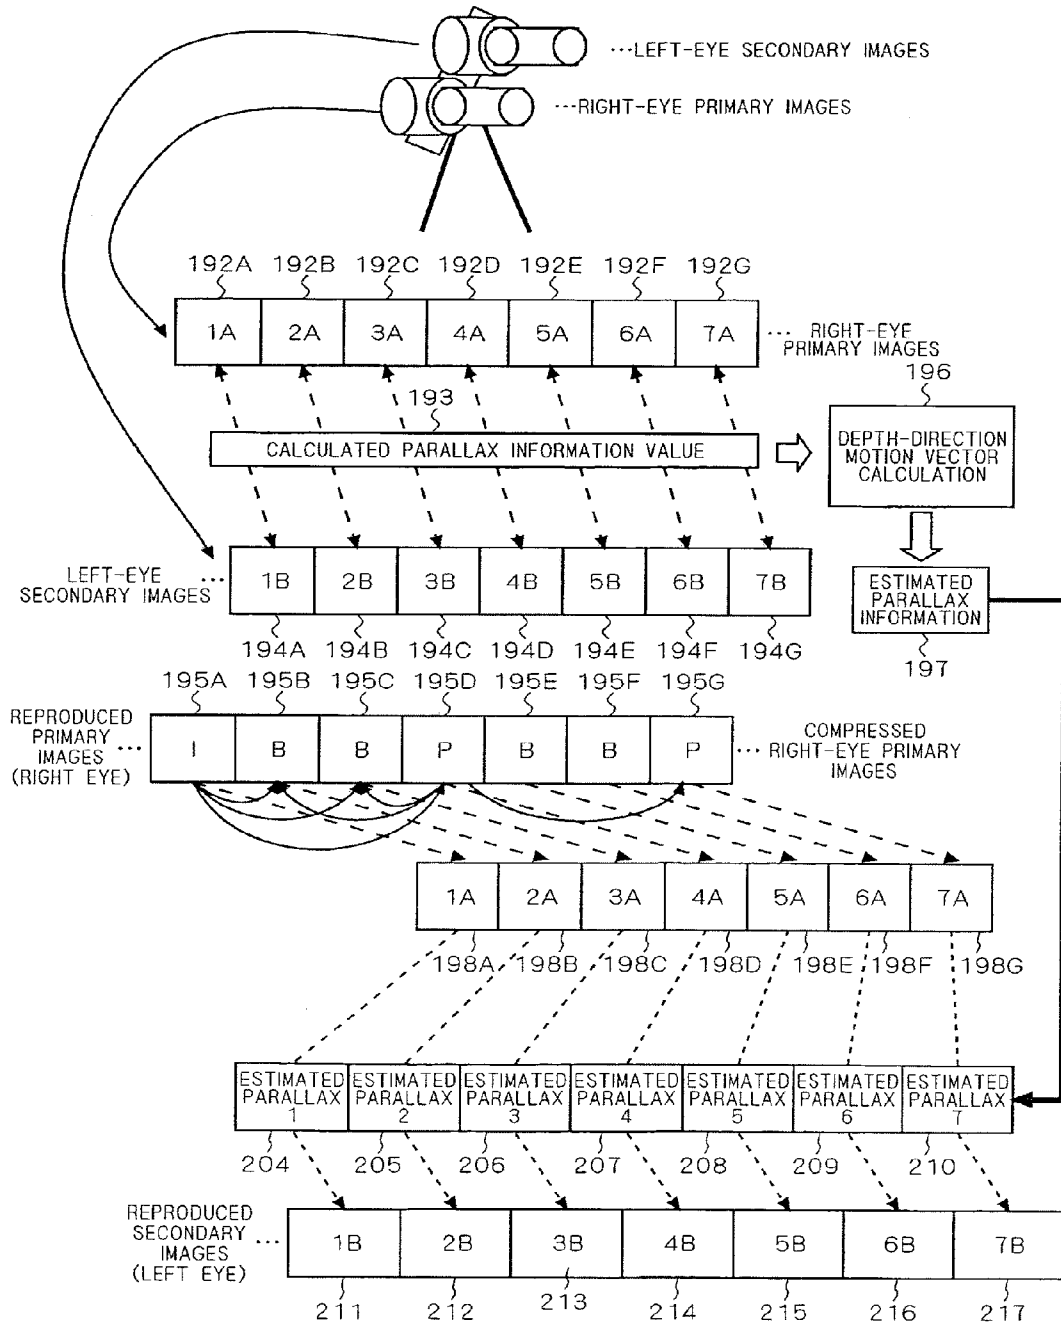 ···LEFT-EYE SECONDARY IMAGES
···RIGHT-EYE PRIMARY IMAGES
192A 192B 192C 192D 192E 192F 192G
1A 2A 3A 4A 5A 6A 7A
··· RIGHT-EYE
PRIMARY IMAGES
196
193
CALCULATED PARALLAX INFORMATION VALUE
DEPTH-DIRECTION
MOTION VECTOR
CALCULATION
LEFT-EYE ···
SECONDARY IMAGES
1B 2B 3B 4B 5B 6B 7B
ESTIMATED
PARALLAX
INFORMATION
194A 194B 194C 194D 194E 194F 194G
197
195A 195B 195C 195D 195E 195F 195G
REPRODUCED
PRIMARY
IMAGES ···
(RIGHT EYE)
I B B P B B P
COMPRESSED
··· RIGHT-EYE PRIMARY
IMAGES
1A 2A 3A 4A 5A 6A 7A
198A 198B 198C 198D 198E 198F 198G
ESTIMATED
PARALLAX
1
ESTIMATED
PARALLAX
2
ESTIMATED
PARALLAX
3
ESTIMATED
PARALLAX
4
ESTIMATED
PARALLAX
5
ESTIMATED
PARALLAX
6
ESTIMATED
PARALLAX
7
204 205 206 207 208 209 210
REPRODUCED
SECONDARY ···
IMAGES
(LEFT EYE)
1B 2B 3B 4B 5B 6B 7B
211 212 213 214 215 216 217